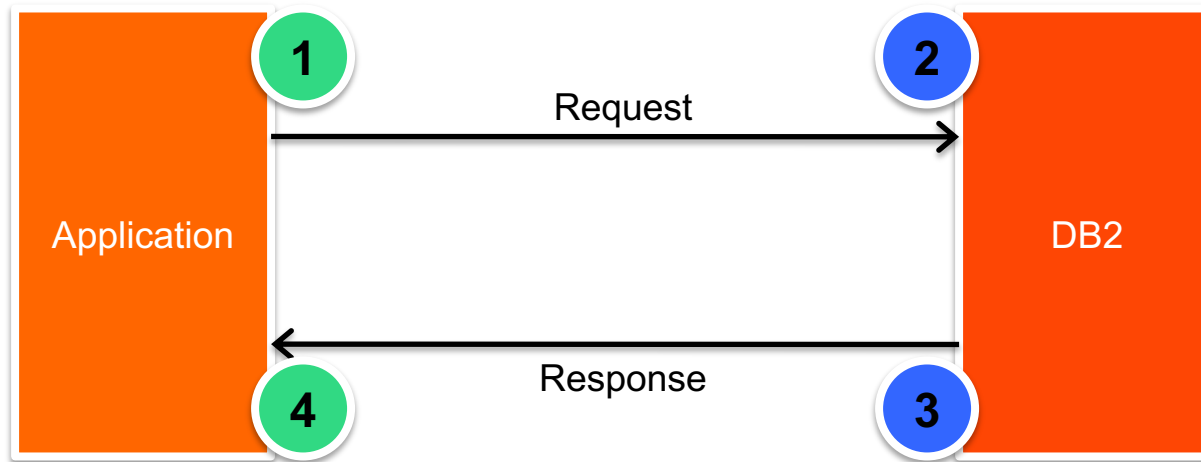 1
2
Request
Application
DB2
Response
4
3